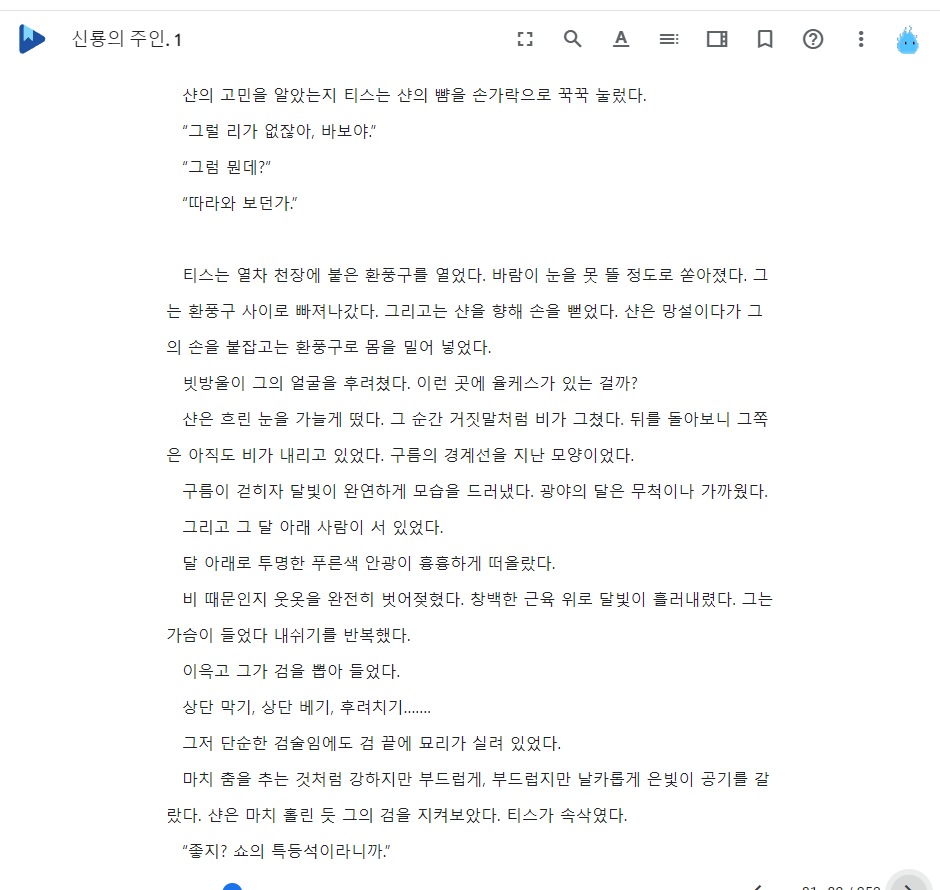 신룡의 주인. 1
샨의 고민을 알았는지 티스는 샨의 뺨을 손가락으로 꾹꾹 눌렀다.
“그럴 리가 없잖아, 바보야.”
“그럼 뭔데?”
“따라와 보던가.”
티스는 열차 천장에 붙은 환풍구를 열었다. 바람이 눈을 못 뜰 정도로 쏟아졌다. 그
는 환풍구 사이로 빠져나갔다. 그리고는 샨을 향해 손을 뻗었다. 샨은 망설이다가 그
의 손을 붙잡고는 환풍구로 몸을 밀어 넣었다.
빗방울이 그의 얼굴을 후려쳤다. 이런 곳에 율케스가 있는 걸까?
샨은 흐린 눈을 가늘게 떴다. 그 순간 거짓말처럼 비가 그쳤다. 뒤를 돌아보니 그쪽
은 아직도 비가 내리고 있었다. 구름의 경계선을 지난 모양이었다.
구름이 걷히자 달빛이 완연하게 모습을 드러냈다. 광야의 달은 무척이나 가까웠다.
그리고 그 달 아래 사람이 서 있었다.
달 아래로 투명한 푸른색 안광이 흉흉하게 떠올랐다.
비 때문인지 웃옷을 완전히 벗어젖혔다. 창백한 근육 위로 달빛이 흘러내렸다. 그는
가슴이 들었다 내쉬기를 반복했다.
이윽고 그가 검을 뽑아 들었다.
상단 막기, 상단 베기, 후려치기…….
그저 단순한 검술임에도 검 끝에 묘리가 실려 있었다.
마치 춤을 추는 것처럼 강하지만 부드럽게, 부드럽지만 날카롭게 은빛이 공기를 갈
랐다. 샨은 마치 홀린 듯 그의 검을 지켜보았다. 티스가 속삭였다.
“좋지? 쇼의 특등석이라니까.”